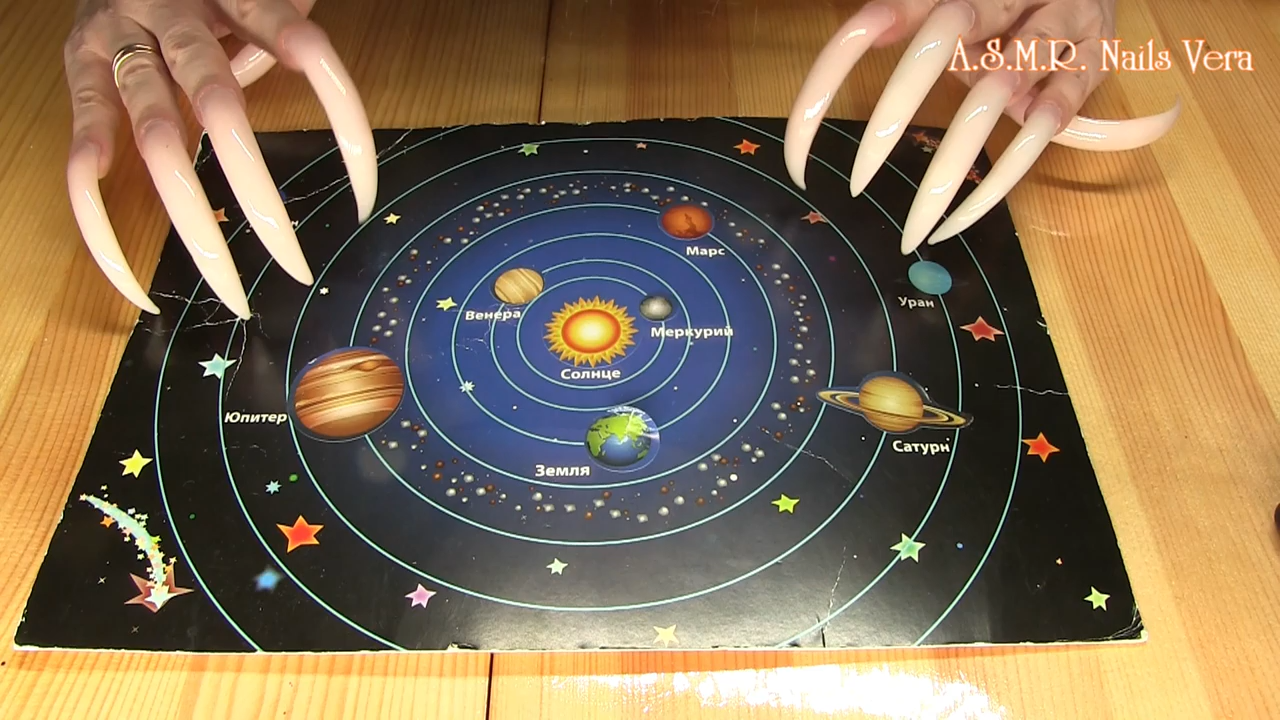 A.S.M.R. Nails Vera
Марс
Уран
Венера
Меркурий
Солнце
Юпитер
Сатурн
Земля